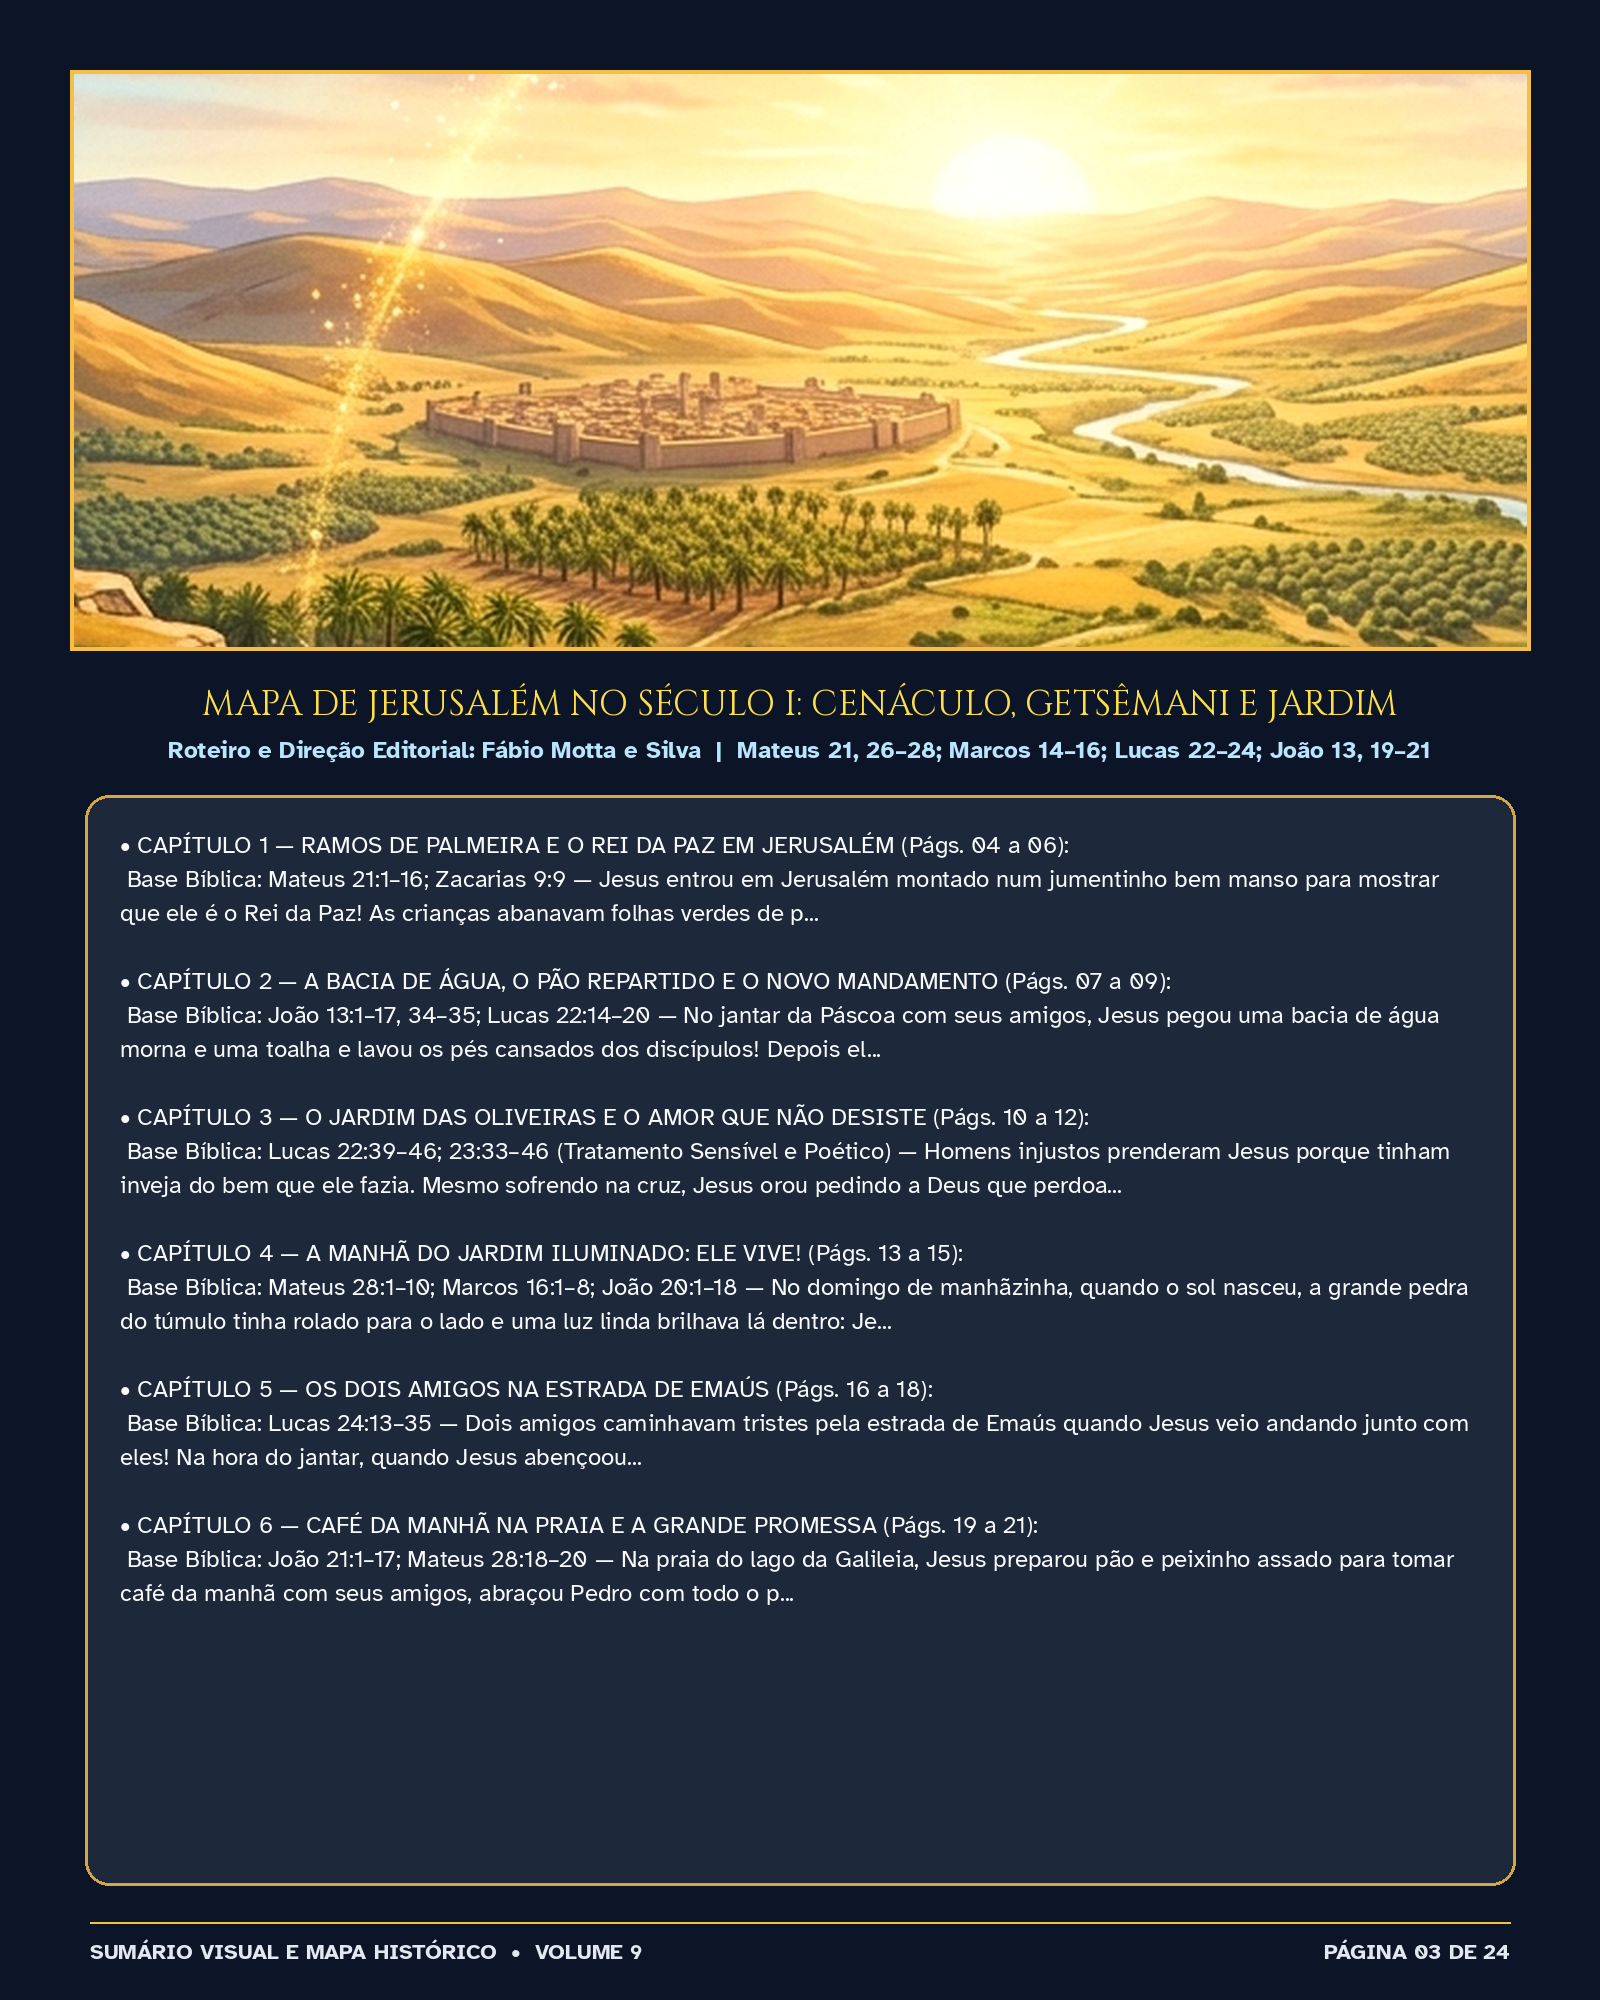 MAPA DE JERUSALÉM NO SÉCULO I: CENÁCULO, GETSÊMANI E JARDIM
Roteiro e Direção Editorial: Fábio Motta e Silva | Mateus 21, 26–28; Marcos 14–16; Lucas 22–24; João 13, 19–21
• CAPÍTULO 1 — RAMOS DE PALMEIRA E O REI DA PAZ EM JERUSALÉM (Págs. 04 a 06):
Base Bíblica: Mateus 21:1–16; Zacarias 9:9 — Jesus entrou em Jerusalém montado num jumentinho bem manso para mostrar
que ele é o Rei da Paz! As crianças abanavam folhas verdes de p...
• CAPÍTULO 2 — A BACIA DE ÁGUA, O PÃO REPARTIDO E O NOVO MANDAMENTO (Págs. 07 a 09):
Base Bíblica: João 13:1–17, 34–35; Lucas 22:14–20 — No jantar da Páscoa com seus amigos, Jesus pegou uma bacia de água
morna e uma toalha e lavou os pés cansados dos discípulos! Depois el...
• CAPÍTULO 3 — O JARDIM DAS OLIVEIRAS E O AMOR QUE NÃO DESISTE (Págs. 10 a 12):
Base Bíblica: Lucas 22:39–46; 23:33–46 (Tratamento Sensível e Poético) — Homens injustos prenderam Jesus porque tinham
inveja do bem que ele fazia. Mesmo sofrendo na cruz, Jesus orou pedindo a Deus que perdoa...
• CAPÍTULO 4 — A MANHÃ DO JARDIM ILUMINADO: ELE VIVE! (Págs. 13 a 15):
Base Bíblica: Mateus 28:1–10; Marcos 16:1–8; João 20:1–18 — No domingo de manhãzinha, quando o sol nasceu, a grande pedra
do túmulo tinha rolado para o lado e uma luz linda brilhava lá dentro: Je...
• CAPÍTULO 5 — OS DOIS AMIGOS NA ESTRADA DE EMAÚS (Págs. 16 a 18):
Base Bíblica: Lucas 24:13–35 — Dois amigos caminhavam tristes pela estrada de Emaús quando Jesus veio andando junto com
eles! Na hora do jantar, quando Jesus abençoou...
• CAPÍTULO 6 — CAFÉ DA MANHÃ NA PRAIA E A GRANDE PROMESSA (Págs. 19 a 21):
Base Bíblica: João 21:1–17; Mateus 28:18–20 — Na praia do lago da Galileia, Jesus preparou pão e peixinho assado para tomar
café da manhã com seus amigos, abraçou Pedro com todo o p...
SUMÁRIO VISUAL E MAPA HISTÓRICO • VOLUME 9
PÁGINA 03 DE 24